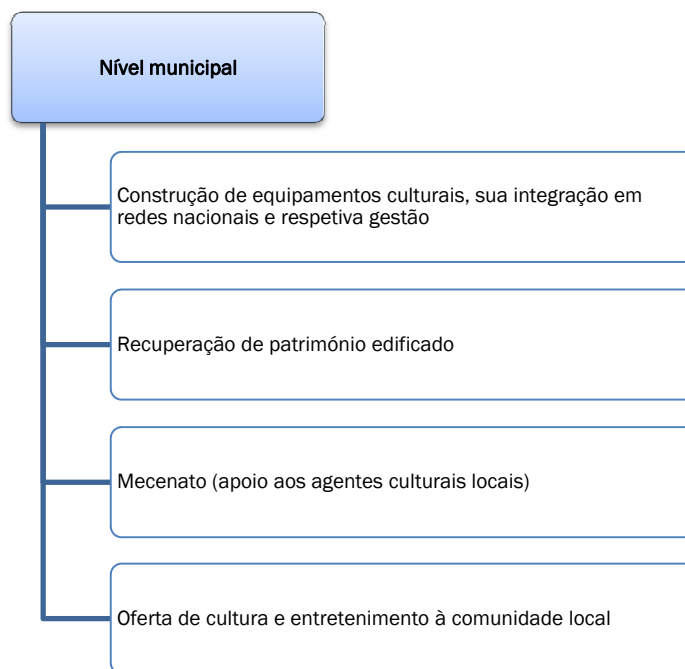 Nível municipal
Construção de equipamentos culturais, sua integração em
redes nacionais e respetiva gestão
Recuperação de património edificado
Mecenato (apoio aos agentes culturais locais)
Oferta de cultura e entretenimento à comunidade local